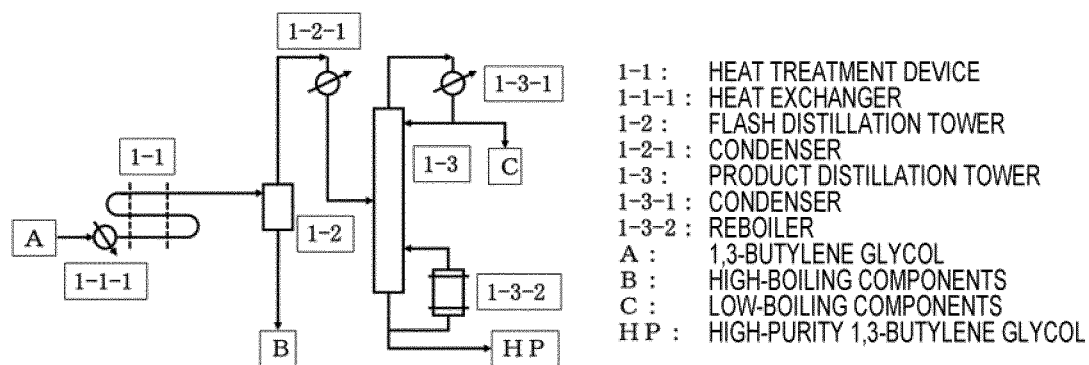 1-2-1
1-3-1
1-1
1-3
C
A
1-2
1-1-1
1-3-2
B
HP
1-1 : HEAT TREATMENT DEVICE
1-1-1 : HEAT EXCHANGER
1-2 : FLASH DISTILLATION TOWER
1-2-1 : CONDENSER
1-3 : PRODUCT DISTILLATION TOWER
1-3-1 : CONDENSER
1-3-2 : REBOILER
A : 1,3-BUTYLENE GLYCOL
B : HIGH-BOILING COMPONENTS
C : LOW-BOILING COMPONENTS
HP : HIGH-PURITY 1,3-BUTYLENE GLYCOL